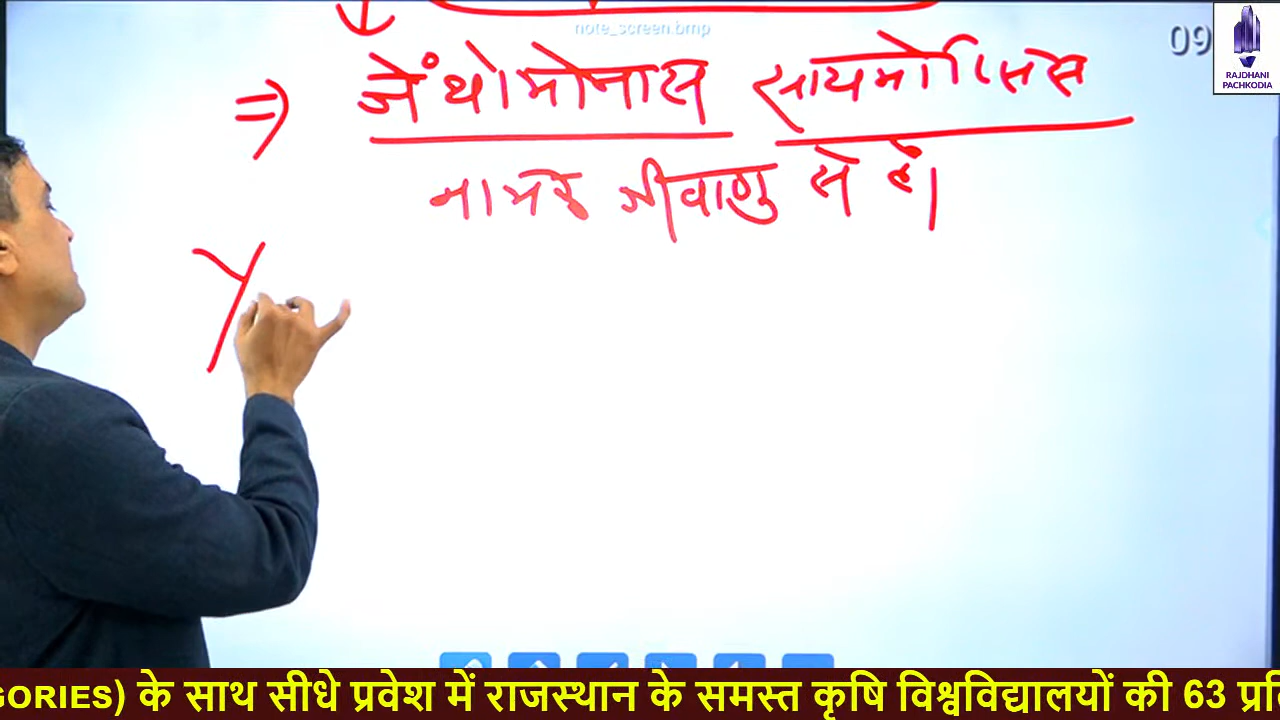 note_screen.bmp
09
RAJDHANI
PACHKODIA
⇒ जेंथोमोनास सायमोप्सिस
नामक जीवाणु से है।
Y
GORIES) के साथ सीधे प्रवेश में राजस्थान के समस्त कृषि विश्वविद्यालयों की 63 प्रति